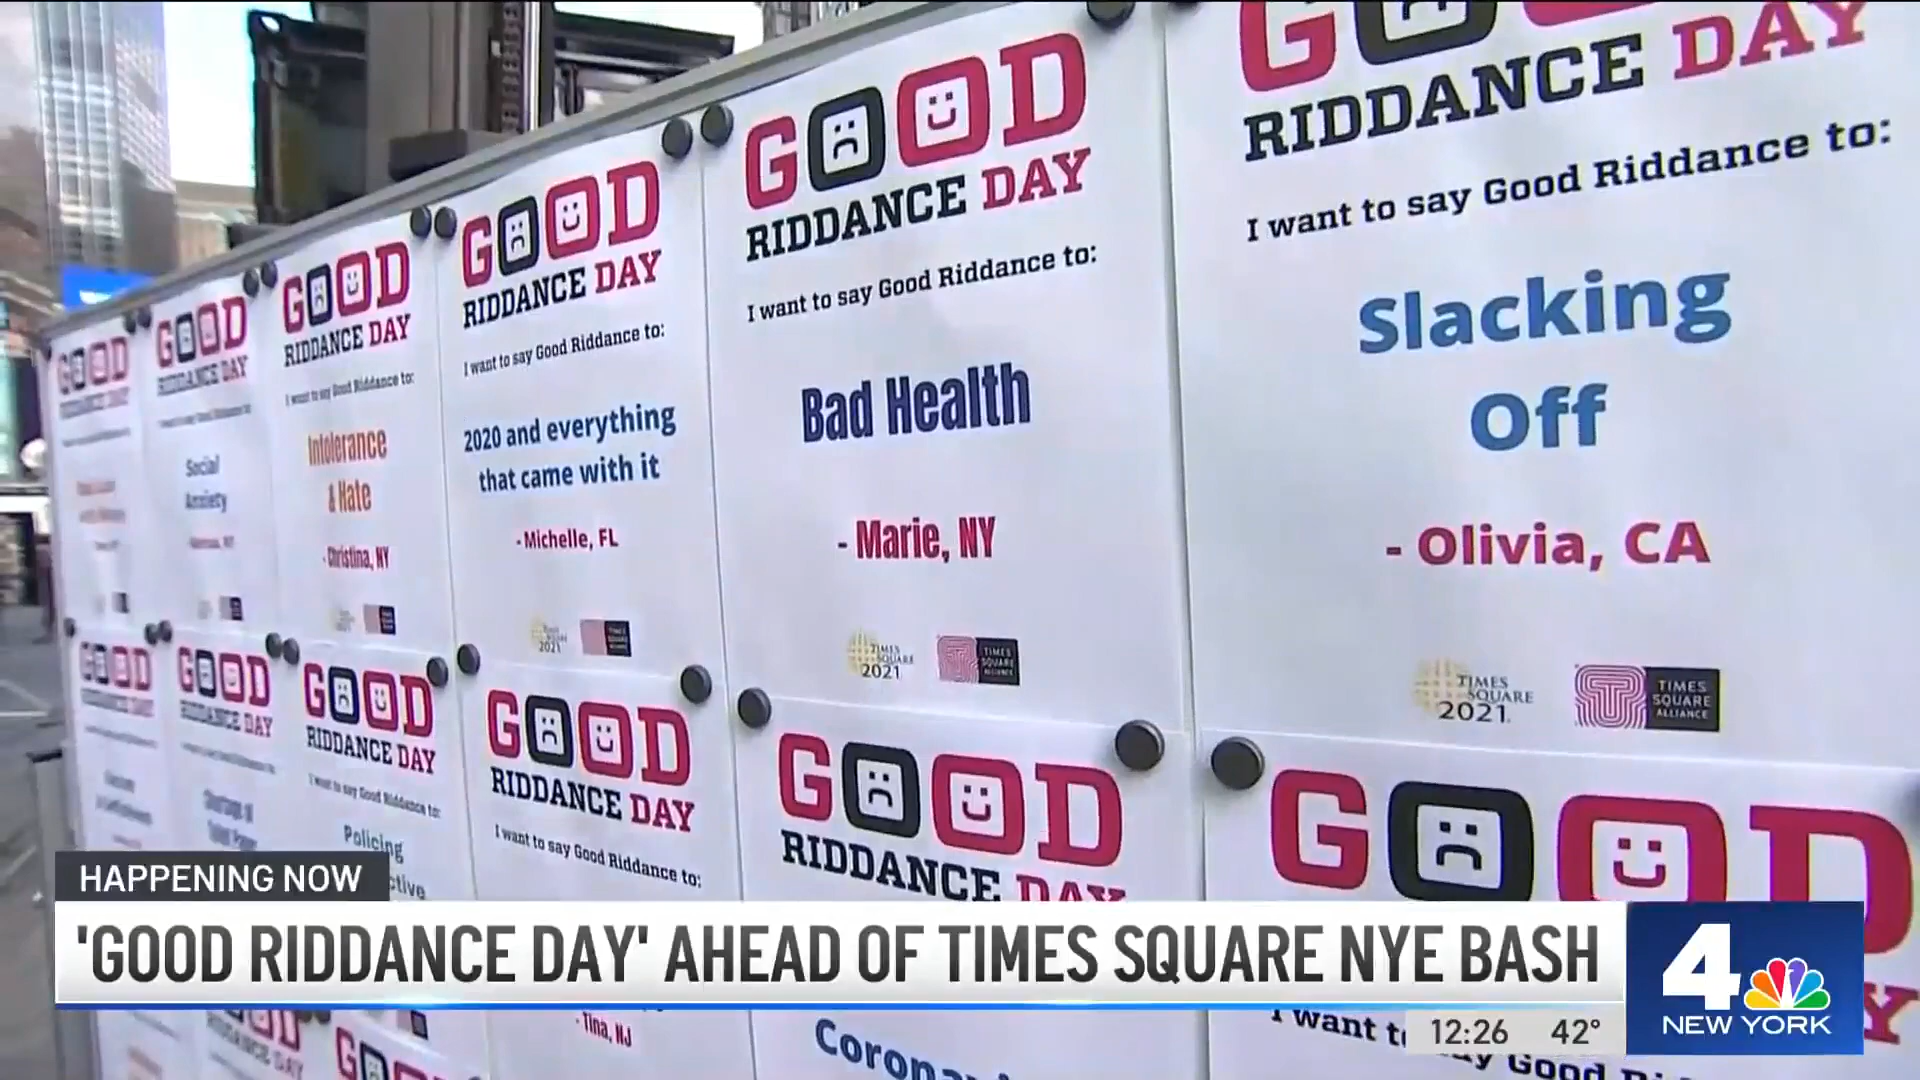 GOOD
RIDDANCE DAY
I want to say Good Riddance to:
Slacking
Off
- Olivia, CA
TIMES
SQUARE
2021
TIMES
SQUARE
ALLIANCE
GOOD
RIDDANCE DAY
I want to say Good Riddance to:
Bad Health
- Marie, NY
TIMES
SQUARE
2021
TIMES
SQUARE
ALLIANCE
GOOD
RIDDANCE DAY
I want to say Good Riddance to:
2020 and everything
that came with it
- Michelle, FL
2021
TIMES
SQUARE
GOOD
RIDDANCE DAY
I want to say Good Riddance to:
Intolerance
& Hate
- Christina, NY
GOOD
RIDDANCE DAY
Social
Anxiety
GOOD
RIDDANCE DAY
GOOD
RIDDANCE DAY
GOOD
RIDDANCE DAY
GOOD
RIDDANCE DAY
I want to say Good Riddance to:
Policing
GOOD
RIDDANCE DAY
I want to say Good Riddance to:
- Tina, NJ
GOOD
RIDDANCE DAY
GOOD
I want
HAPPENING NOW
'GOOD RIDDANCE DAY' AHEAD OF TIMES SQUARE NYE BASH
4
NEW YORK
12:26 42°